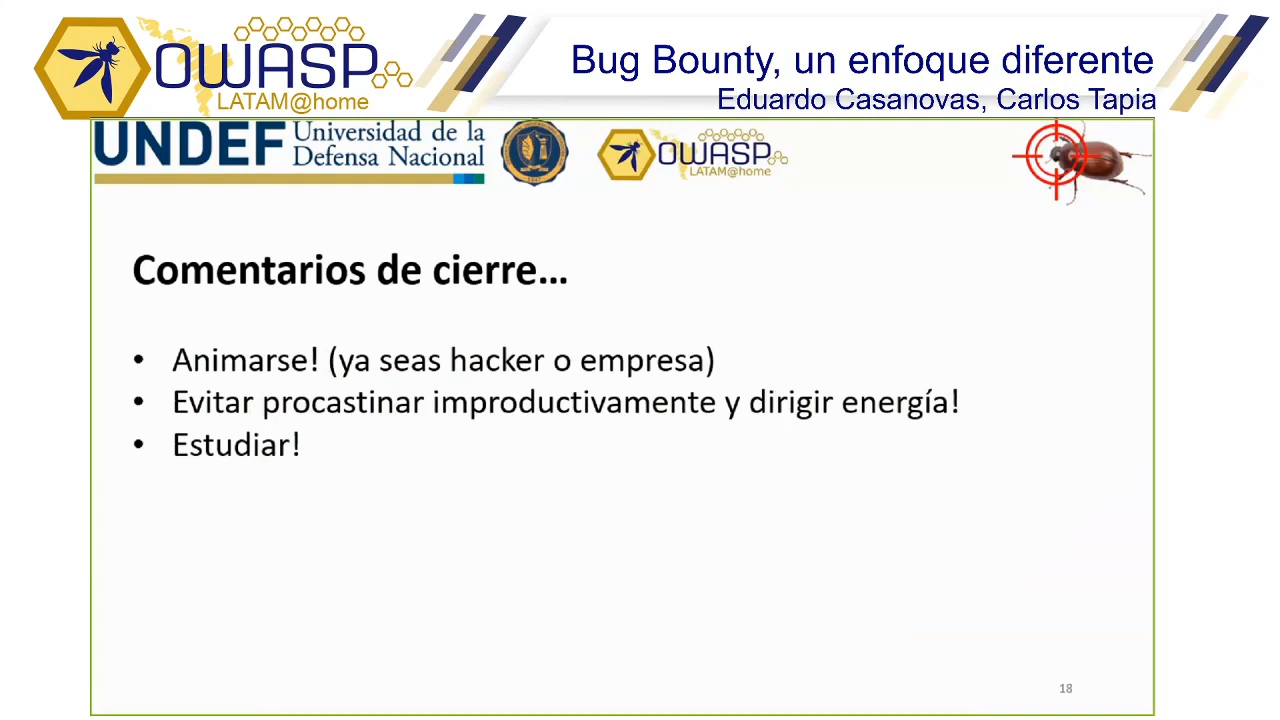 OWASP
LATAM@home
Bug Bounty, un enfoque diferente
Eduardo Casanovas, Carlos Tapia
UNDEF Universidad de la
Defensa Nacional
OWASP
LATAM@home
Comentarios de cierre...
• Animarse! (ya seas hacker o empresa)
• Evitar procastinar improductivamente y dirigir energía!
• Estudiar!
18